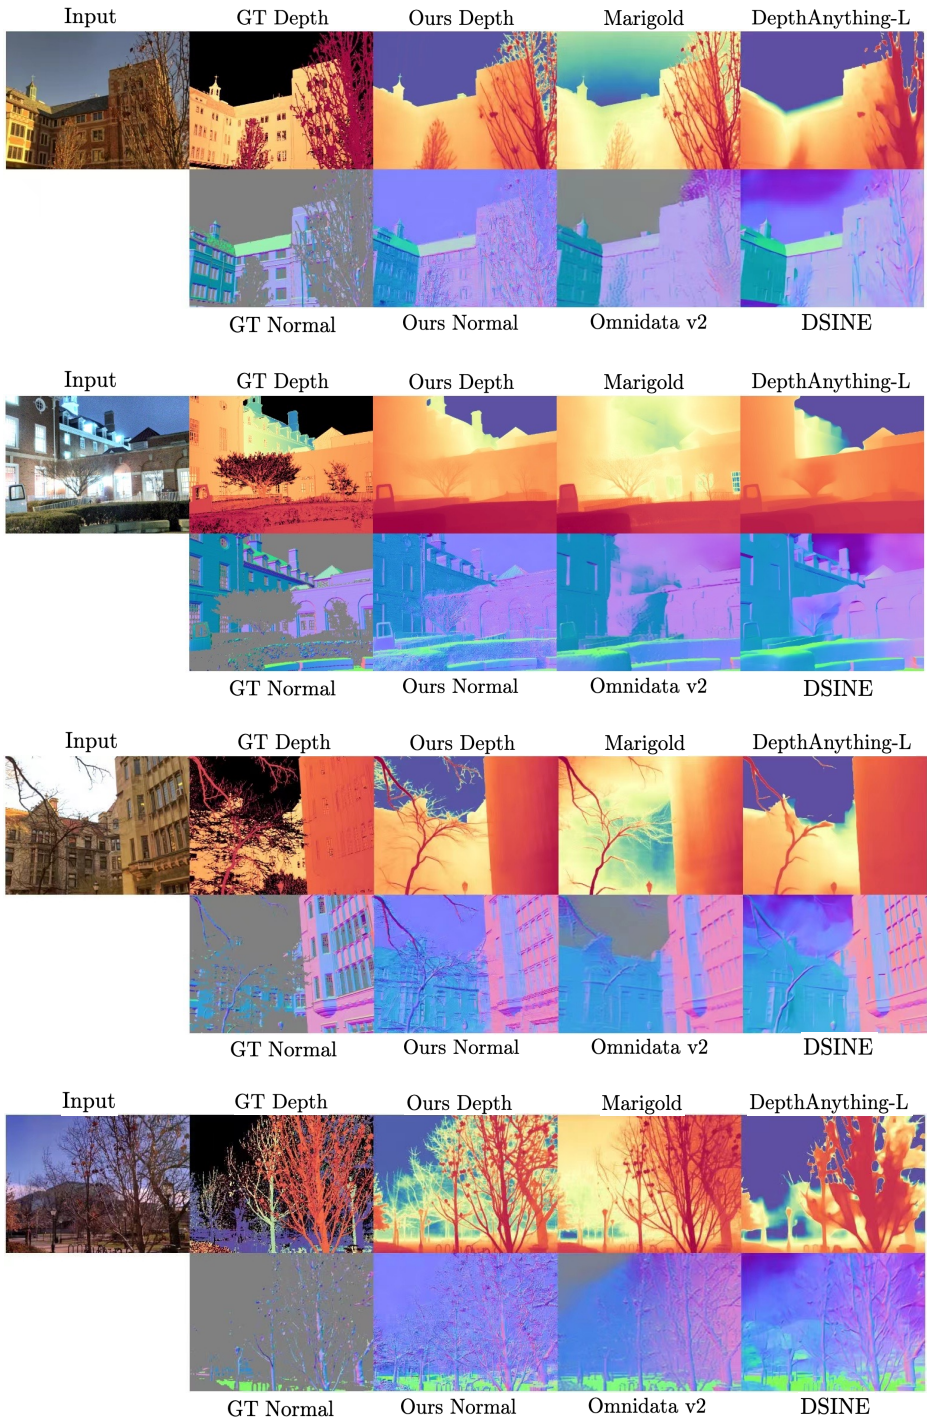 Input GT Depth Ours Depth Marigold DepthAnything-L
GT Normal Ours Normal Omnidata v2 DSINE
Input GT Depth Ours Depth Marigold DepthAnything-L
GT Normal Ours Normal Omnidata v2 DSINE
Input GT Depth Ours Depth Marigold DepthAnything-L
GT Normal Ours Normal Omnidata v2 DSINE
Input GT Depth Ours Depth Marigold DepthAnything-L
GT Normal Ours Normal Omnidata v2 DSINE